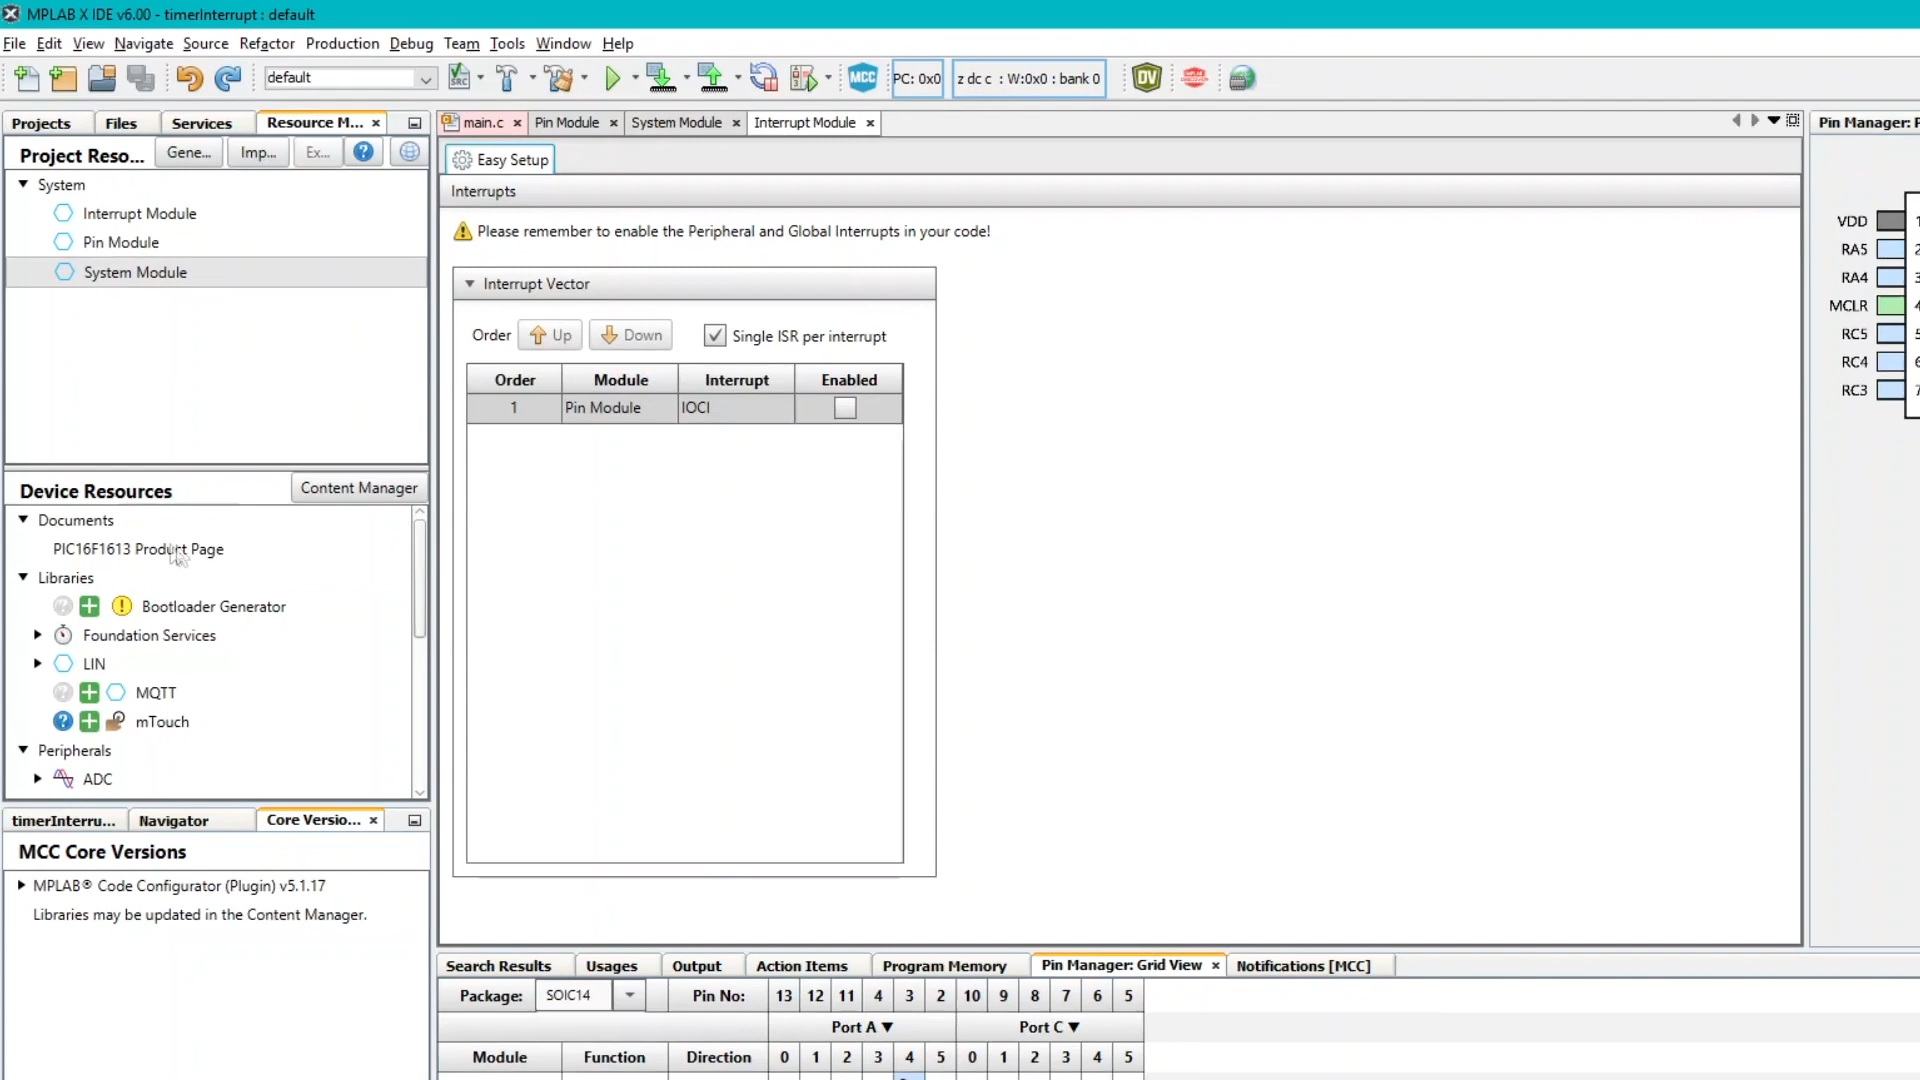 MPLAB X IDE v6.00 - timerInterrupt : default
File Edit View Navigate Source Refactor Production Debug Team Tools Window Help
default MCC PC: 0x0 z dc c : W:0x0 : bank 0 DV
Projects Files Services Resource M... ×
Project Reso... Gene... Imp... Ex... ?
System
Interrupt Module
Pin Module
System Module
Device Resources Content Manager
Documents
PIC16F1613 Product Page
Libraries
Bootloader Generator
Foundation Services
LIN
MQTT
mTouch
Peripherals
ADC
timerInterru... Navigator Core Versio... ×
MCC Core Versions
MPLAB® Code Configurator (Plugin) v5.1.17
Libraries may be updated in the Content Manager.
main.c × Pin Module × System Module × Interrupt Module ×
Easy Setup
Interrupts
Please remember to enable the Peripheral and Global Interrupts in your code!
Interrupt Vector
Order Up Down Single ISR per interrupt
Order Module Interrupt Enabled
1 Pin Module IOCI
Search Results Usages Output Action Items Program Memory Pin Manager: Grid View × Notifications [MCC]
Package: SOIC14 Pin No: 13 12 11 4 3 2 10 9 8 7 6 5
Port A ▼ Port C ▼
Module Function Direction 0 1 2 3 4 5 0 1 2 3 4 5
Pin Manager: P
VDD 1
RA5 2
RA4 3
MCLR 4
RC5 5
RC4 6
RC3 7